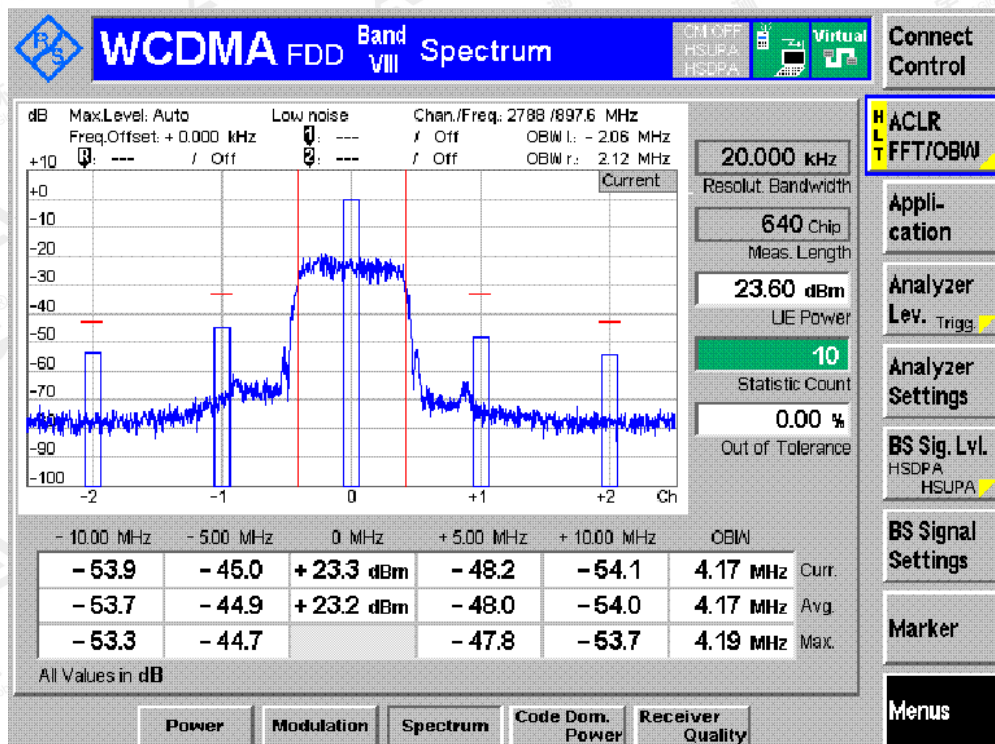 R/S
WCDMA FDD Band VIII Spectrum
CM OFF
HSUPA
HSDPA
Virtual
Connect Control
dB Max.Level: Auto Low noise Chan./Freq.: 2788 /897.6 MHz
Freq.Offset: + 0.000 kHz 1: --- / Off OBW l.: - 2.06 MHz
+10 R: --- / Off 2: --- / Off OBW r.: 2.12 MHz
Current
+0
-10
-20
-30
-40
-50
-60
-70
-80
-90
-100
-2 -1 0 +1 +2 Ch
20.000 kHz
Resolut. Bandwidth
640 Chip
Meas. Length
23.60 dBm
UE Power
10
Statistic Count
0.00 %
Out of Tolerance
- 10.00 MHz - 5.00 MHz 0 MHz + 5.00 MHz + 10.00 MHz OBW
- 53.9 - 45.0 + 23.3 dBm - 48.2 - 54.1 4.17 MHz Curr.
- 53.7 - 44.9 + 23.2 dBm - 48.0 - 54.0 4.17 MHz Avg.
- 53.3 - 44.7 - 47.8 - 53.7 4.19 MHz Max.
All Values in dB
HLT
ACLR
FFT/OBW
Appli-
cation
Analyzer
Lev. Trigg.
Analyzer
Settings
BS Sig. Lvl.
HSDPA
HSUPA
BS Signal
Settings
Marker
Menus
Power Modulation Spectrum Code Dom. Power Receiver Quality